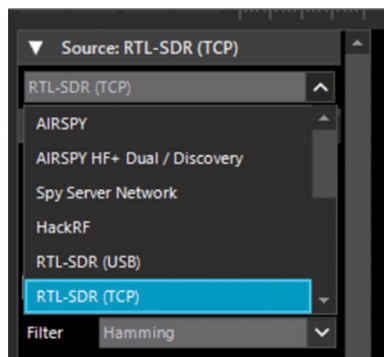 Source: RTL-SDR (TCP)
RTL-SDR (TCP)
AIRSPY
AIRSPY HF+ Dual / Discovery
Spy Server Network
HackRF
RTL-SDR (USB)
RTL-SDR (TCP)
Filter Hamming